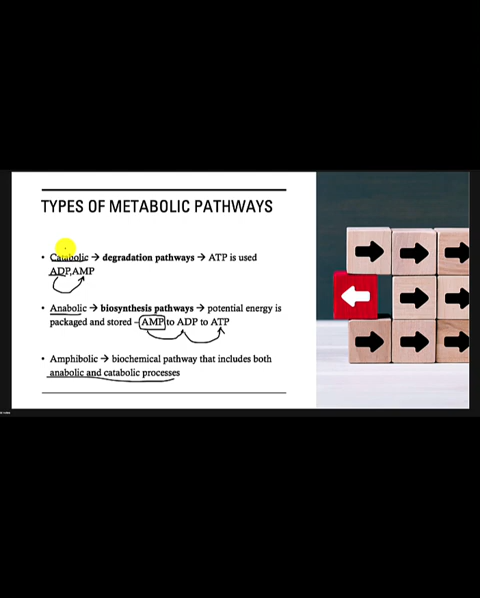 TYPES OF METABOLIC PATHWAYS
• Catabolic → degradation pathways → ATP is used
ADP,AMP
• Anabolic → biosynthesis pathways → potential energy is
packaged and stored – AMP to ADP to ATP
• Amphibolic → biochemical pathway that includes both
anabolic and catabolic processes